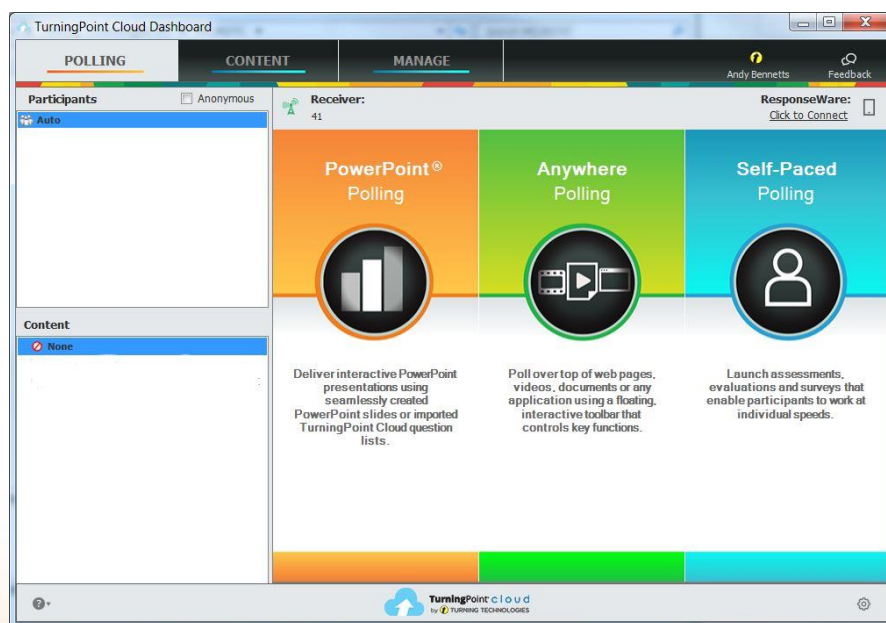 TurningPoint Cloud Dashboard
POLLING
CONTENT
MANAGE
Andy Bennetts
Feedback
Participants
Anonymous
Auto
Receiver:
41
ResponseWare:
Click to Connect
PowerPoint®
Polling
Anywhere
Polling
Self-Paced
Polling
Content
None
Deliver interactive PowerPoint
presentations using
seamlessly created
PowerPoint slides or imported
TurningPoint Cloud question
lists.
Poll over top of web pages,
videos, documents or any
application using a floating,
interactive toolbar that
controls key functions.
Launch assessments,
evaluations and surveys that
enable participants to work at
individual speeds.
TurningPoint cloud
by TURNING TECHNOLOGIES